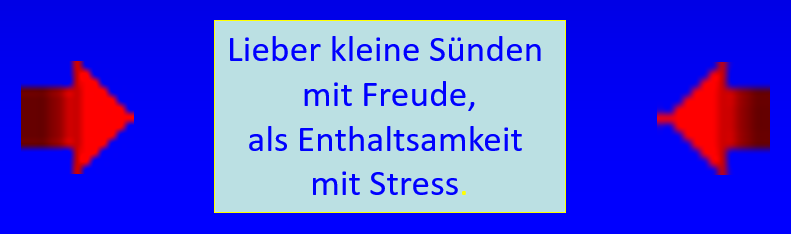 Lieber kleine Sünden
mit Freude,
als Enthaltsamkeit
mit Stress.